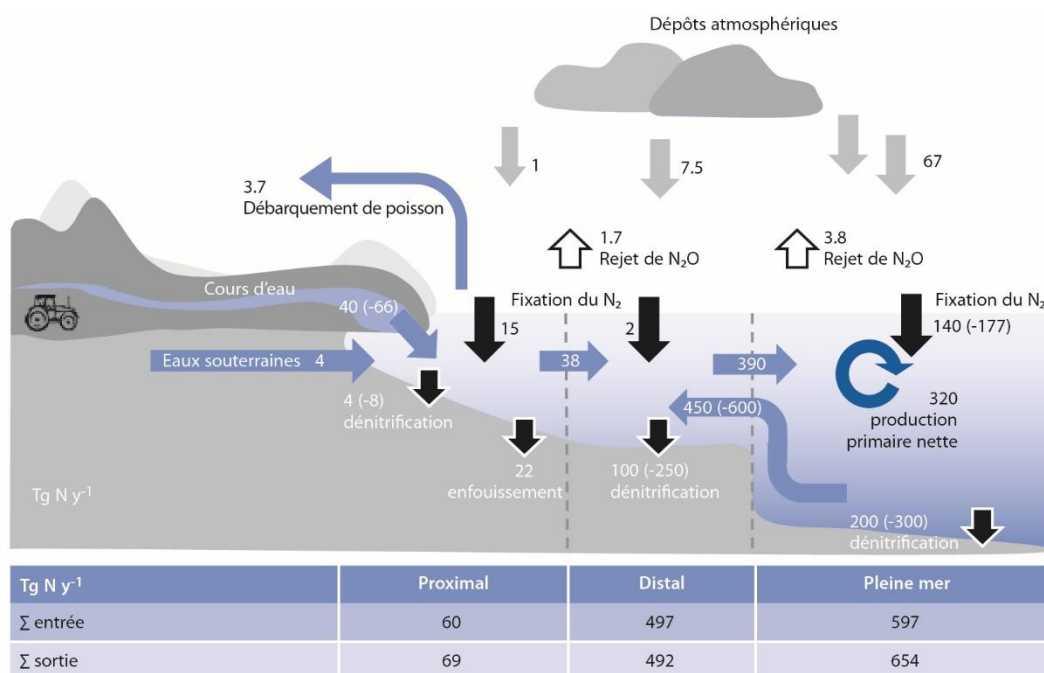 Dépôts atmosphériques
1
7.5
67
3.7
Débarquement de poisson
1.7
Rejet de N₂O
3.8
Rejet de N₂O
Cours d'eau
40 (-66)
Fixation du N₂
15
2
Fixation du N₂
140 (-177)
Eaux souterraines 4
38
390
4 (-8)
dénitrification
450 (-600)
320
production
primaire nette
22
enfouissement
100 (-250)
dénitrification
Tg N y⁻¹
200 (-300)
dénitrification
Tg N y⁻¹ Proximal Distal Pleine mer
∑ entrée 60 497 597
∑ sortie 69 492 654